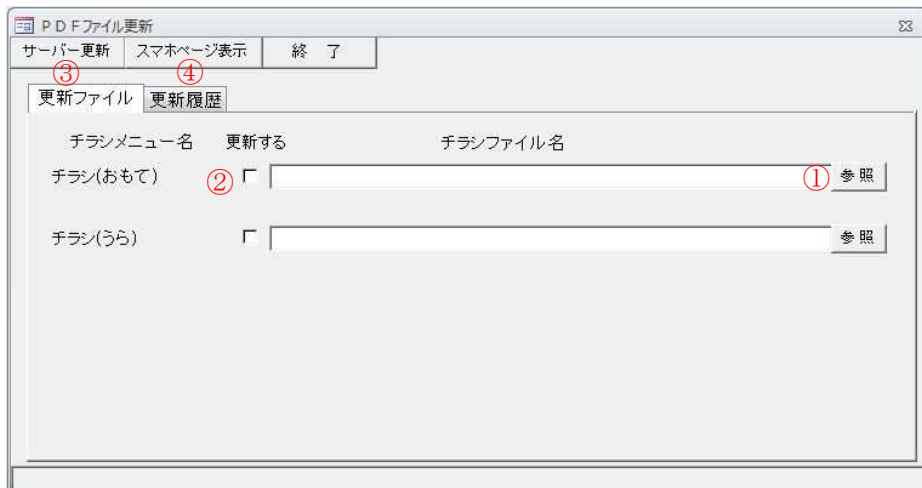 PDFファイル更新
サーバー更新 スマホページ表示 終 了
③ ④
更新ファイル 更新履歴
チラシメニュー名 更新する チラシファイル名
チラシ(おもて) ② ① 参照
チラシ(うら) 参照